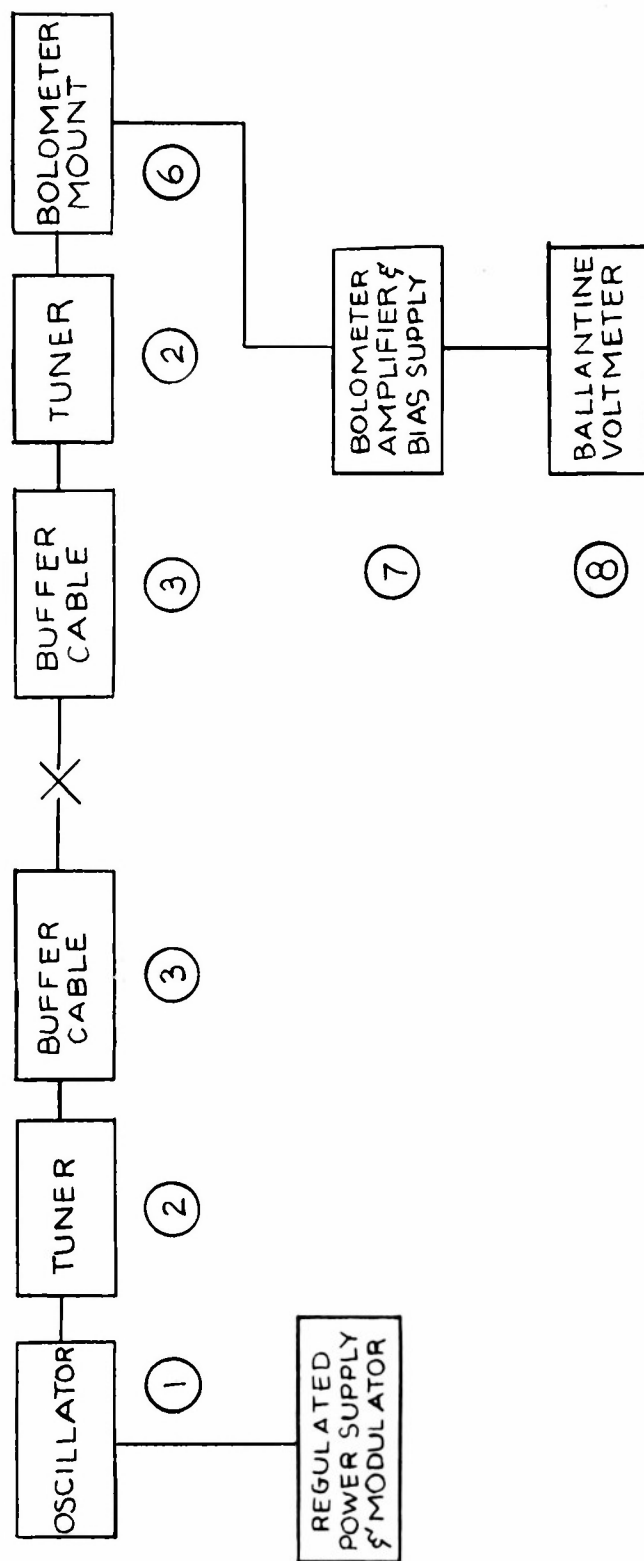 OSCILLATOR
TUNER
BUFFER
CABLE
BUFFER
CABLE
TUNER
BOLOMETER
MOUNT
1
2
3
3
2
6
REGULATED
POWER SUPPLY
& MODULATOR
7
BOLOMETER
AMPLIFIER &
BIAS SUPPLY
8
BALLANTINE
VOLTMETER